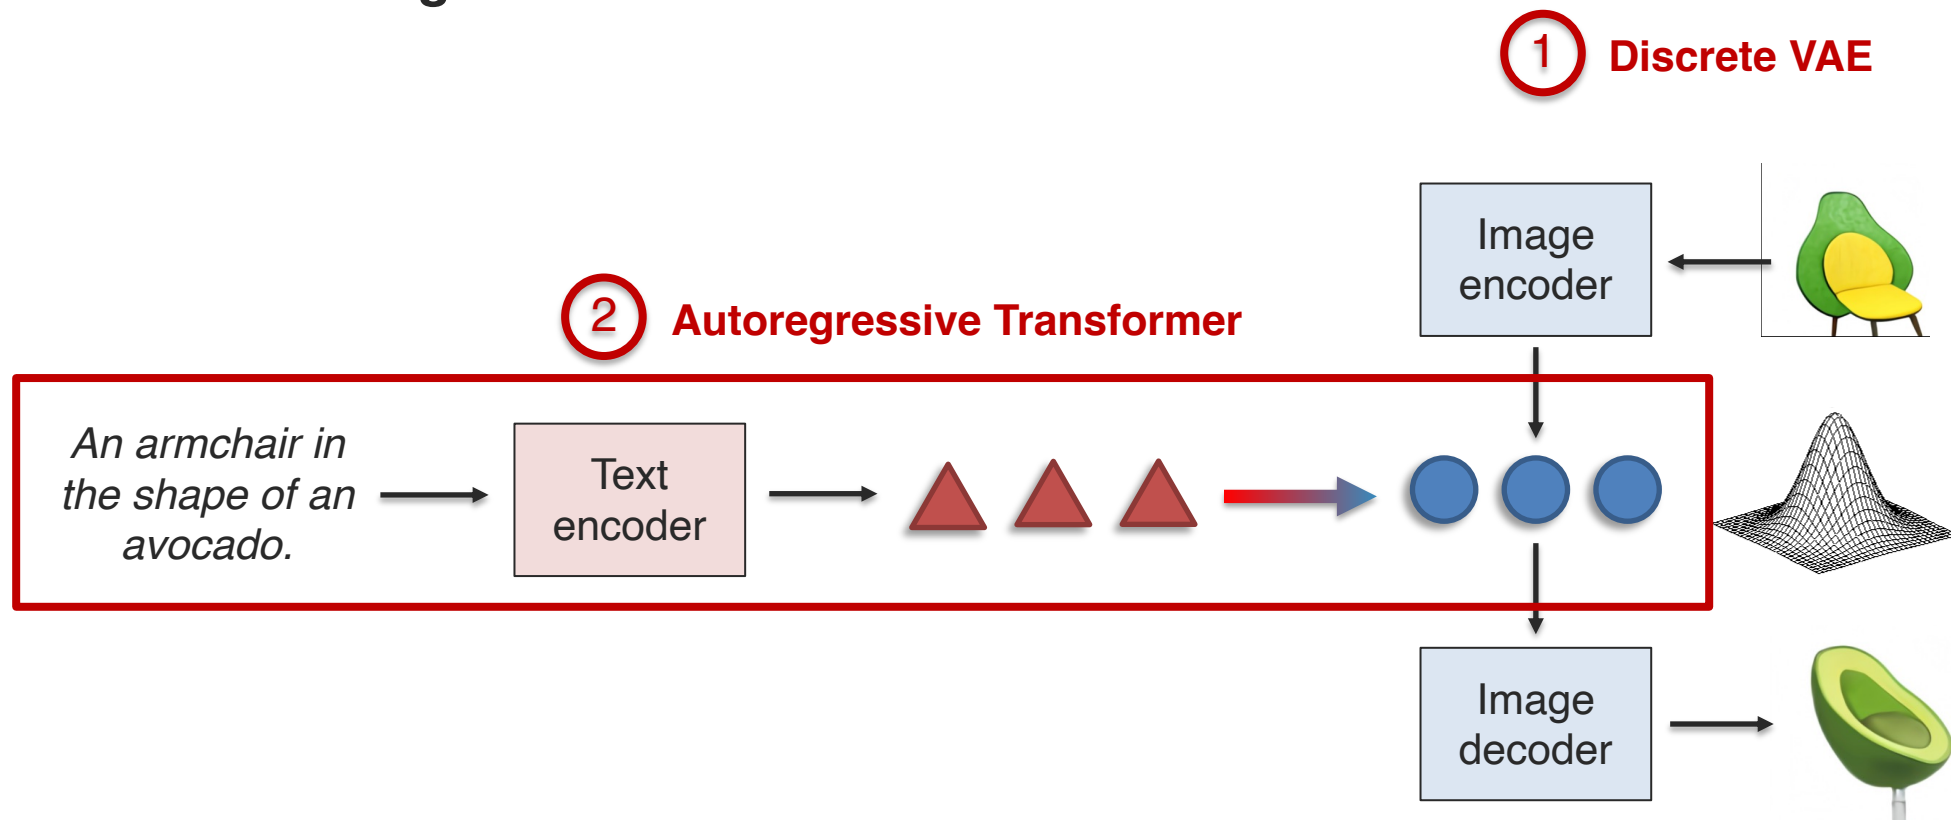 1 Discrete VAE
Image
encoder
2 Autoregressive Transformer
An armchair in
the shape of an
avocado.
Text
encoder
Image
decoder